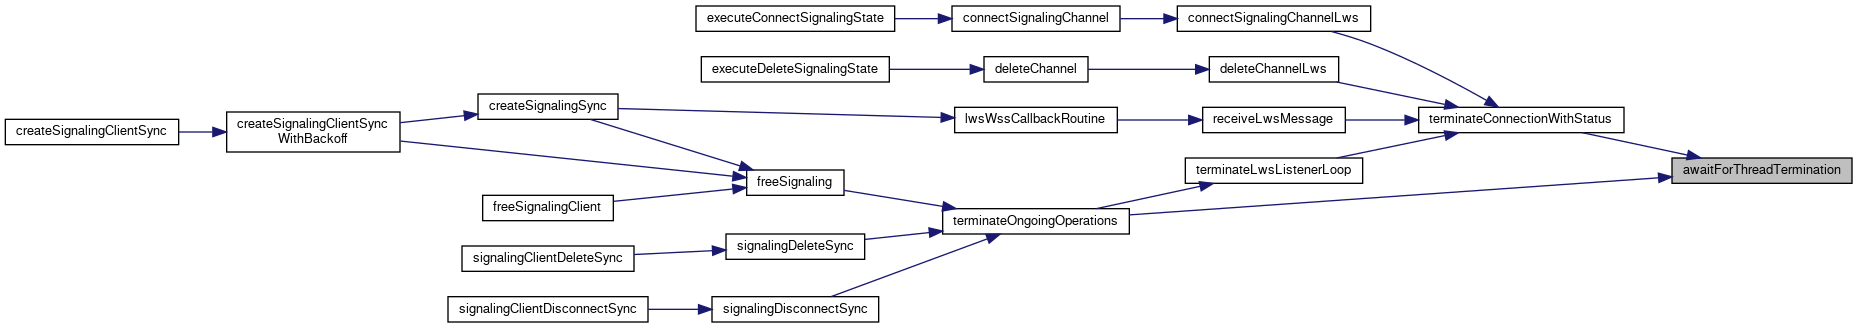 executeConnectSignalingState
connectSignalingChannel
connectSignalingChannelLws
executeDeleteSignalingState
deleteChannel
deleteChannelLws
createSignalingClientSync
createSignalingClientSync
WithBackoff
createSignalingSync
lwsWssCallbackRoutine
receiveLwsMessage
terminateConnectionWithStatus
awaitForThreadTermination
terminateLwsListenerLoop
freeSignaling
freeSignalingClient
terminateOngoingOperations
signalingClientDeleteSync
signalingDeleteSync
signalingClientDisconnectSync
signalingDisconnectSync